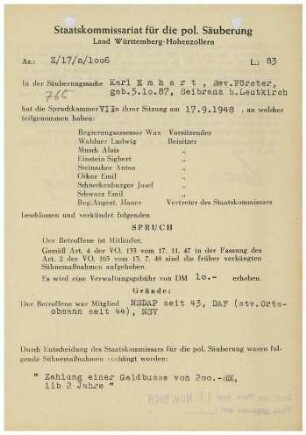 Staatskommissariat für die pol. Säuberung
Land Württemberg-Hohenzollern
Az.: Z/17/n/1006 L.: 83
In der Säuberungssache Karl Emhart, Rev.Förster,
geb.5.10.87, Seibranz b.Leutkirch
766
hat die Spruchkammer VII in ihrer Sitzung am 17.9.1948 , an welcher
teilgenommen haben:
Regierungsassessor Wax Vorsitzender
Waldner Ludwig Beisitzer
Musch Alois "
Einstein Sigbert "
Steinacher Anton "
Ocker Emil "
Schneckenburger Josef "
Schwarz Emil "
Reg.Angest. Hauer Vertreter des Staatskommissars
beschlossen und verkündet folgenden
SPRUCH
Der Betroffene ist Mitläufer.
Gemäß Art. 4 der VO. 133 vom 17. 11. 47 in der Fassung des
Art. 2 der VO. 165 vom 13. 7. 48 sind die früher verhängten
Sühnemaßnahmen aufgehoben.
Es wird eine Verwaltungsgebühr von DM 10.- erhoben.
Gründe:
Der Betroffene war Mitglied NSDAP seit 43, DAF (stv.Orts-
obmann seit 44), NSV
Durch Entscheidung des Staatskommissars für die pol. Säuberung waren fol-
gende Sühnemaßnahmen verhängt worden:
" Zahlung einer Geldbusse von 200.-RM,
11b 2 Jahre "